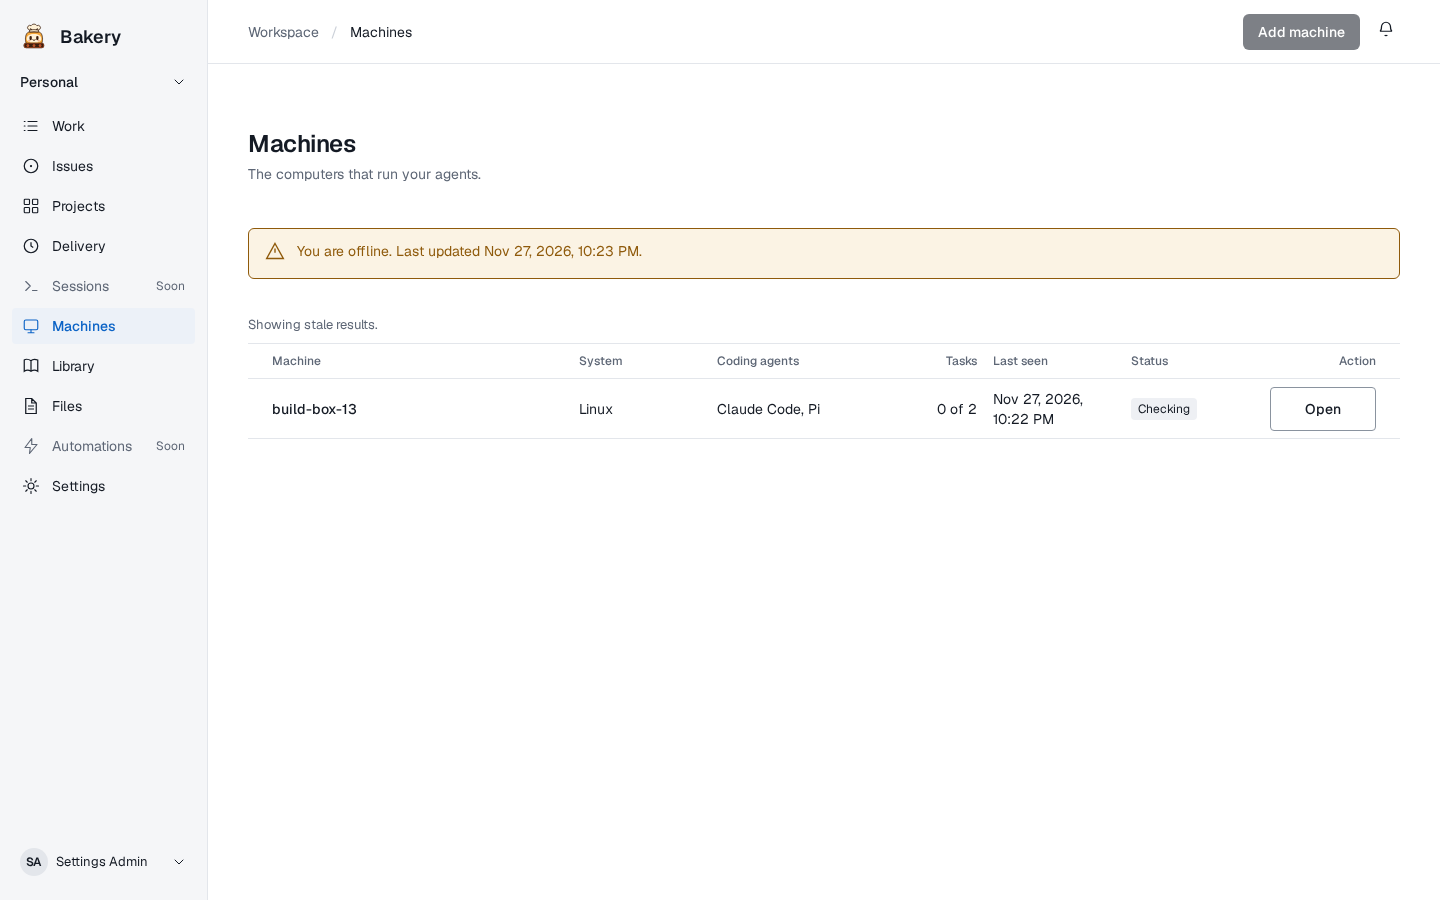 Bakery
Personal
Work
Issues
Projects
Delivery
Sessions Soon
Machines
Library
Files
Automations Soon
Settings
SA Settings Admin
Workspace / Machines
Add machine
Machines
The computers that run your agents.
You are offline. Last updated Nov 27, 2026, 10:23 PM.
Showing stale results.
Machine System Coding agents Tasks Last seen Status Action
build-box-13 Linux Claude Code, Pi 0 of 2 Nov 27, 2026, 10:22 PM Checking Open